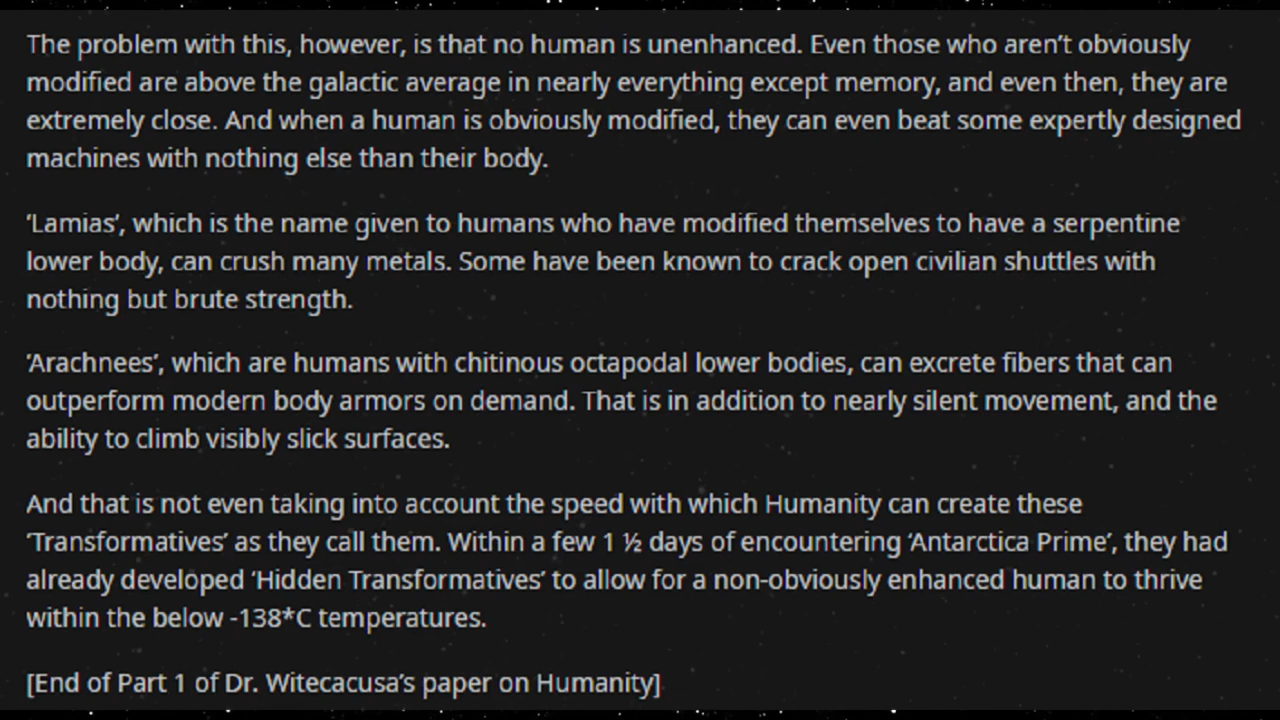 The problem with this, however, is that no human is unenhanced. Even those who aren’t obviously
modified are above the galactic average in nearly everything except memory, and even then, they are
extremely close. And when a human is obviously modified, they can even beat some expertly designed
machines with nothing else than their body.
‘Lamias’, which is the name given to humans who have modified themselves to have a serpentine
lower body, can crush many metals. Some have been known to crack open civilian shuttles with
nothing but brute strength.
‘Arachnees’, which are humans with chitinous octapodal lower bodies, can excrete fibers that can
outperform modern body armors on demand. That is in addition to nearly silent movement, and the
ability to climb visibly slick surfaces.
And that is not even taking into account the speed with which Humanity can create these
‘Transformatives’ as they call them. Within a few 1 ½ days of encountering ‘Antarctica Prime’, they had
already developed ‘Hidden Transformatives’ to allow for a non-obviously enhanced human to thrive
within the below -138*C temperatures.
[End of Part 1 of Dr. Witecacusa’s paper on Humanity]